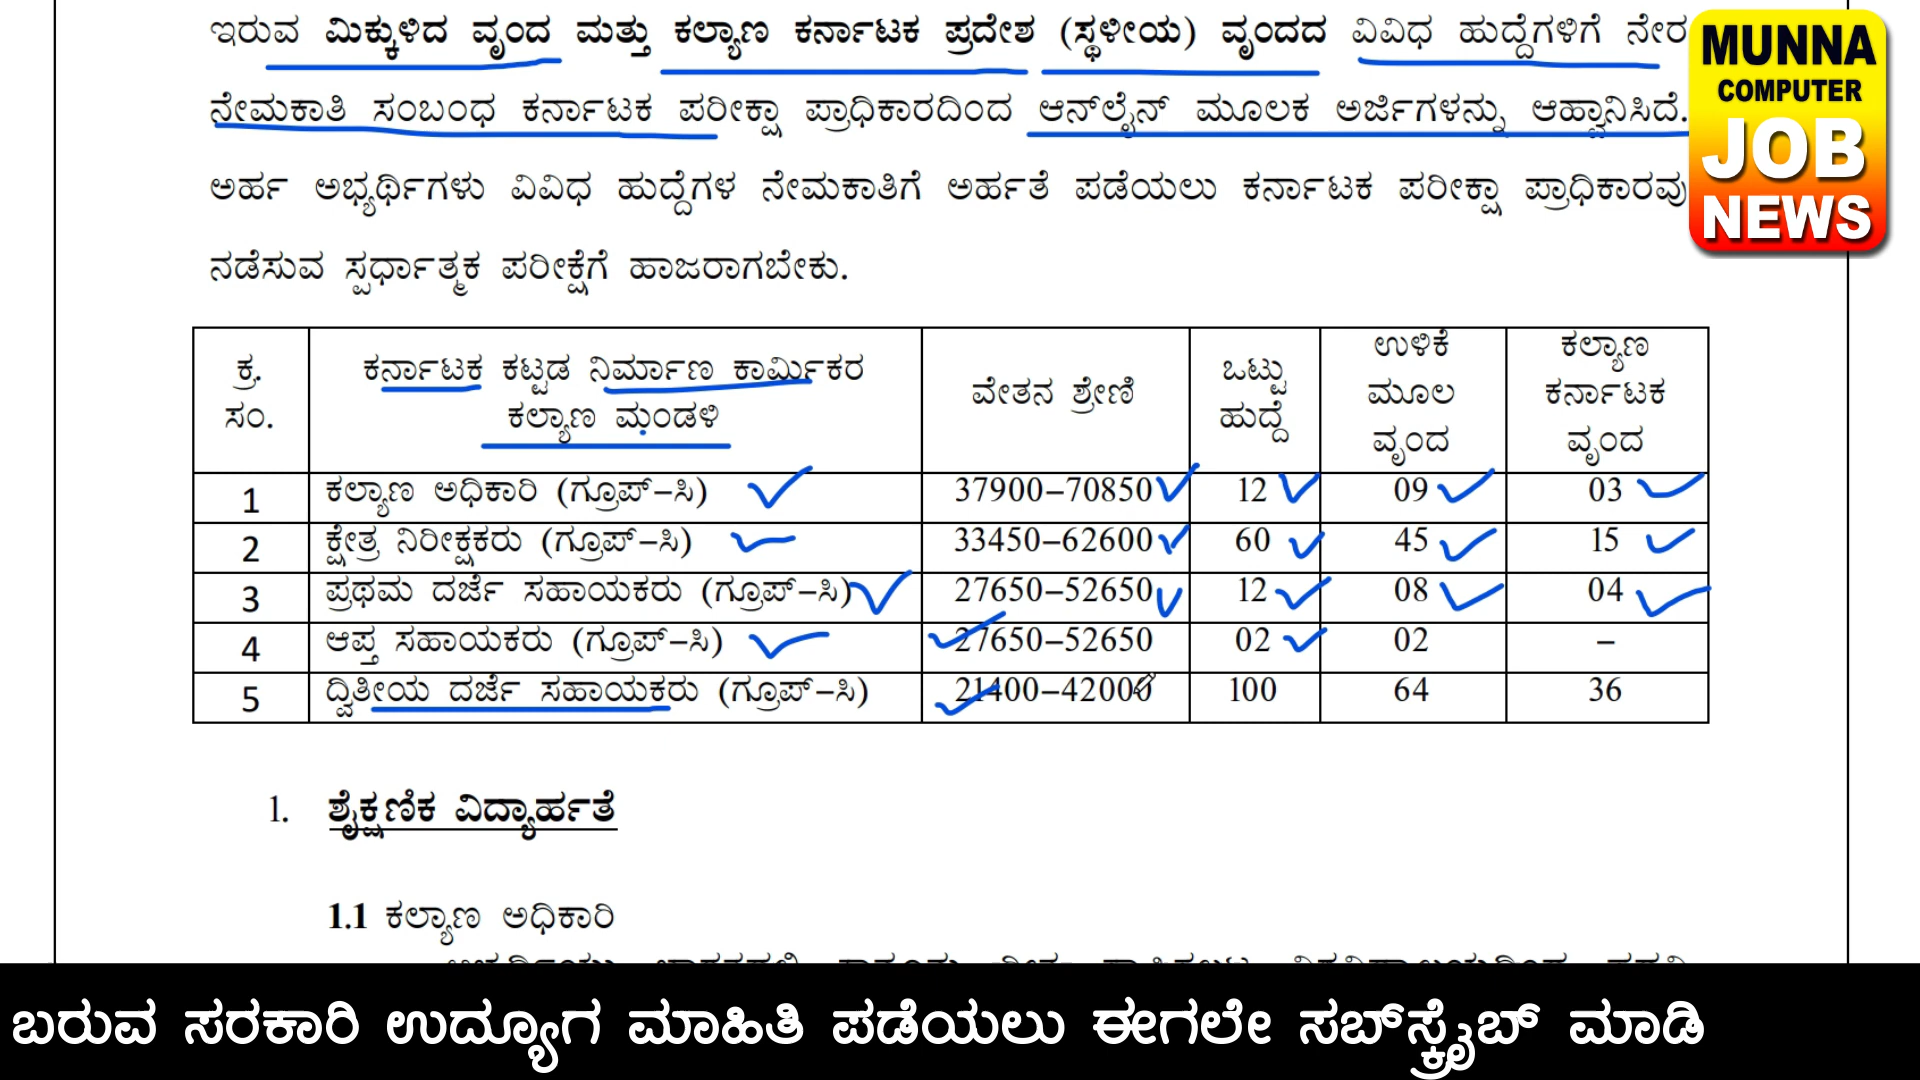 ಇರುವ ಮಿಕ್ಕುಳಿದ ವೃಂದ ಮತ್ತು ಕಲ್ಯಾಣ ಕರ್ನಾಟಕ ಪ್ರದೇಶ (ಸ್ಥಳೀಯ) ವೃಂದದ ವಿವಿಧ ಹುದ್ದೆಗಳಿಗೆ ನೇರ
ನೇಮಕಾತಿ ಸಂಬಂಧ ಕರ್ನಾಟಕ ಪರೀಕ್ಷಾ ಪ್ರಾಧಿಕಾರದಿಂದ ಆನ್‌ಲೈನ್ ಮೂಲಕ ಅರ್ಜಿಗಳನ್ನು ಆಹ್ವಾನಿಸಿದೆ.
ಅರ್ಹ ಅಭ್ಯರ್ಥಿಗಳು ವಿವಿಧ ಹುದ್ದೆಗಳ ನೇಮಕಾತಿಗೆ ಅರ್ಹತೆ ಪಡೆಯಲು ಕರ್ನಾಟಕ ಪರೀಕ್ಷಾ ಪ್ರಾಧಿಕಾರವು
ನಡೆಸುವ ಸ್ಪರ್ಧಾತ್ಮಕ ಪರೀಕ್ಷೆಗೆ ಹಾಜರಾಗಬೇಕು.
MUNNA
COMPUTER
JOB
NEWS
ಕ್ರ. ಸಂ. ಕರ್ನಾಟಕ ಕಟ್ಟಡ ನಿರ್ಮಾಣ ಕಾರ್ಮಿಕರ ಕಲ್ಯಾಣ ಮಂಡಳಿ ವೇತನ ಶ್ರೇಣಿ ಒಟ್ಟು ಹುದ್ದೆ ಉಳಿಕೆ ಮೂಲ ವೃಂದ ಕಲ್ಯಾಣ ಕರ್ನಾಟಕ ವೃಂದ
1 ಕಲ್ಯಾಣ ಅಧಿಕಾರಿ (ಗ್ರೂಪ್–ಸಿ) 37900–70850 12 09 03
2 ಕ್ಷೇತ್ರ ನಿರೀಕ್ಷಕರು (ಗ್ರೂಪ್–ಸಿ) 33450–62600 60 45 15
3 ಪ್ರಥಮ ದರ್ಜೆ ಸಹಾಯಕರು (ಗ್ರೂಪ್–ಸಿ) 27650–52650 12 08 04
4 ಆಪ್ತ ಸಹಾಯಕರು (ಗ್ರೂಪ್–ಸಿ) 27650–52650 02 02 –
5 ದ್ವಿತೀಯ ದರ್ಜೆ ಸಹಾಯಕರು (ಗ್ರೂಪ್–ಸಿ) 21400–42000 100 64 36
1. ಶೈಕ್ಷಣಿಕ ವಿದ್ಯಾರ್ಹತೆ
1.1 ಕಲ್ಯಾಣ ಅಧಿಕಾರಿ
ಬರುವ ಸರಕಾರಿ ಉದ್ಯೂಗ ಮಾಹಿತಿ ಪಡೆಯಲು ಈಗಲೇ ಸಬ್‌ಸ್ಕ್ರೈಬ್ ಮಾಡಿ